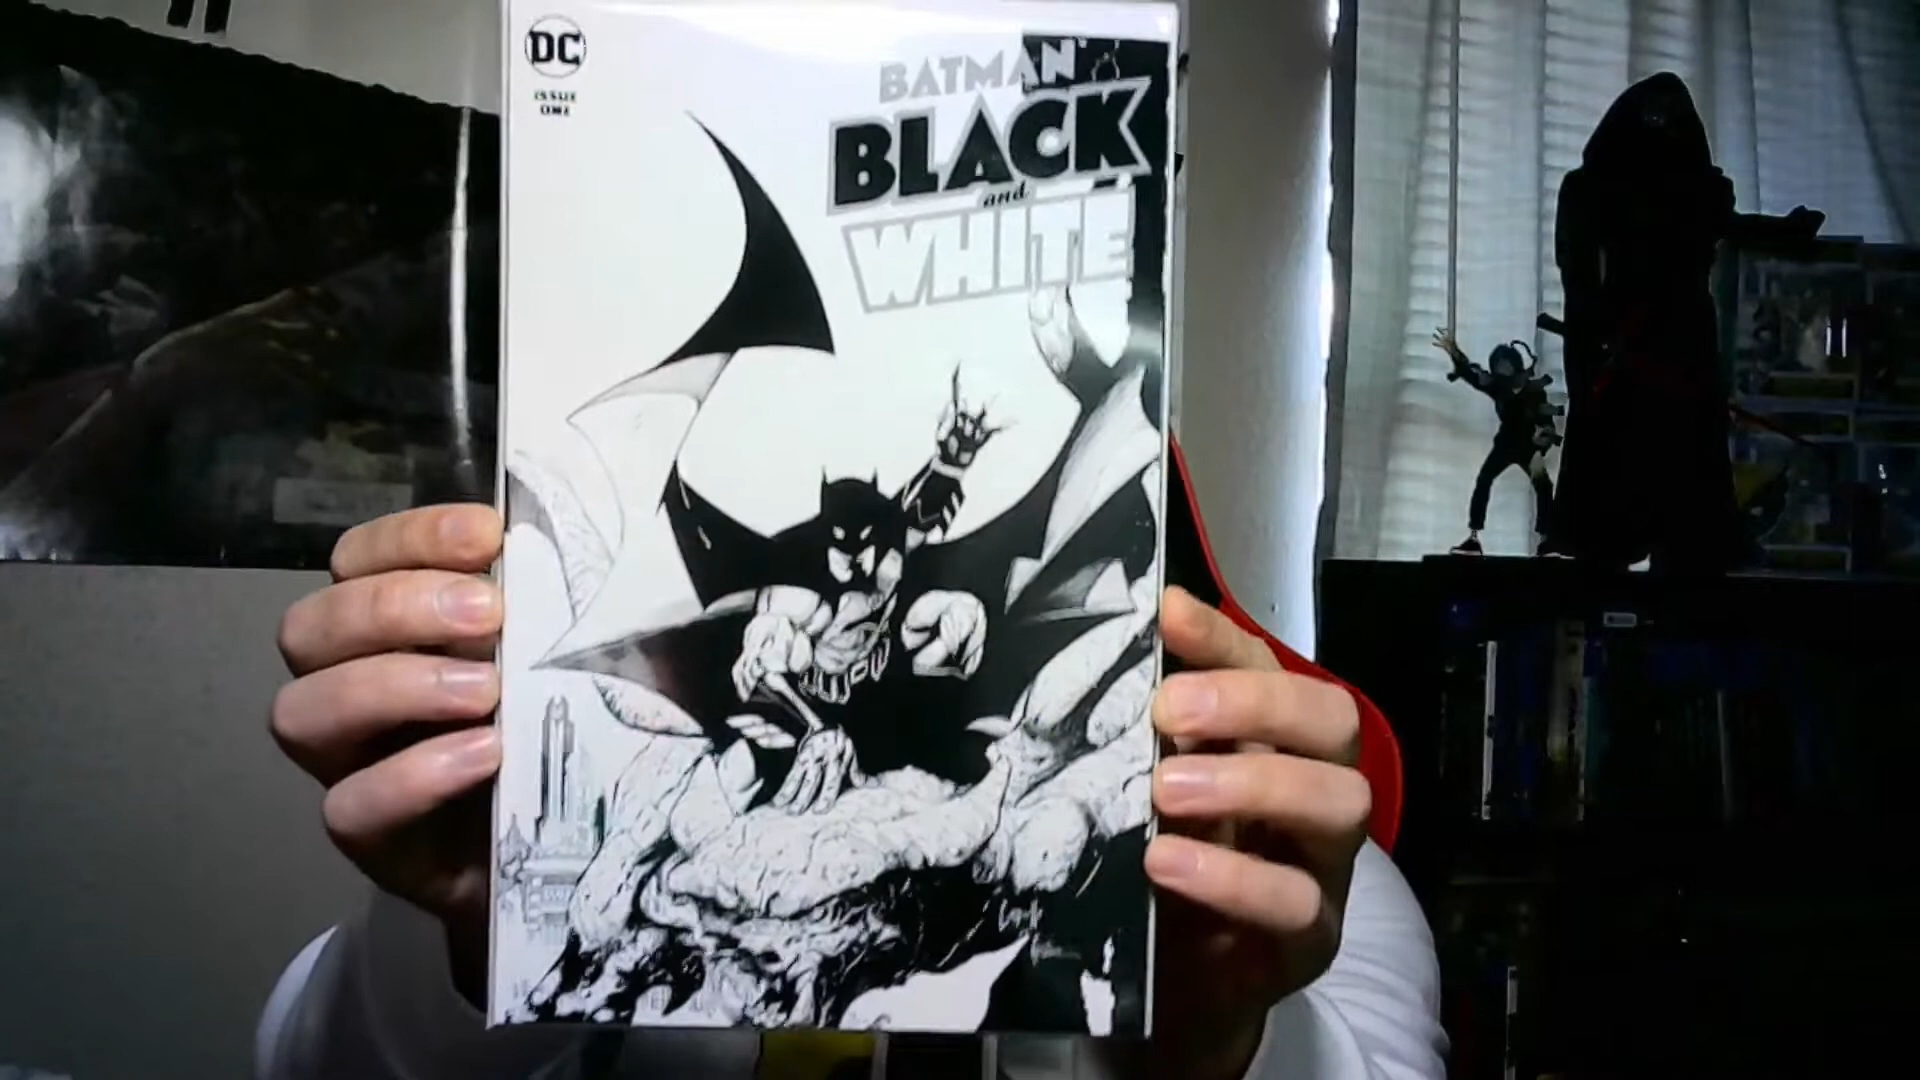 DC
ISSUE
ONE
BATMAN
BLACK
and
WHITE